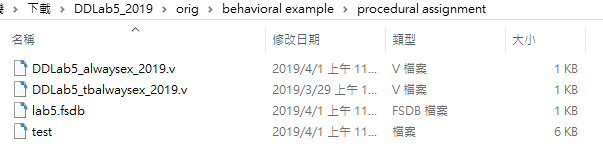 下載 > DDLab5_2019 > orig > behavioral example > procedural assignment
名稱 修改日期 類型 大小
DDLab5_alwaysex_2019.v 2019/4/1 上午 11... V 檔案 1 KB
DDLab5_tbalwaysex_2019.v 2019/3/29 上午 11... V 檔案 1 KB
lab5.fsdb 2019/4/1 上午 11... FSDB 檔案 1 KB
test 2019/4/1 上午 11... 檔案 6 KB